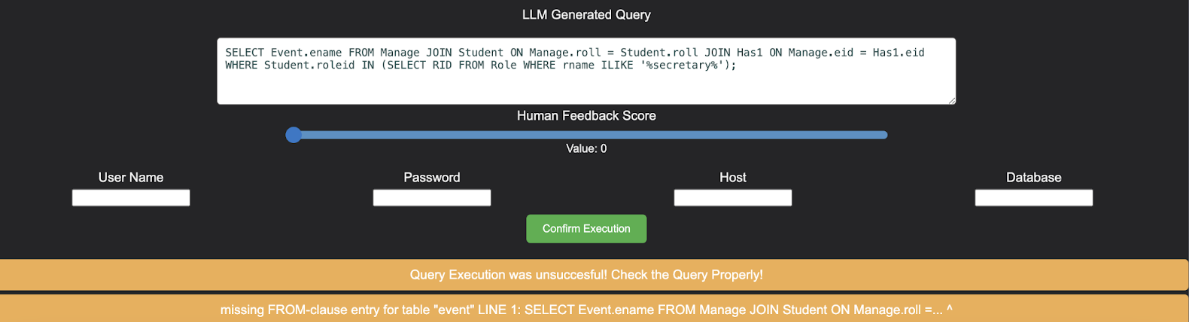 LLM Generated Query
SELECT Event.ename FROM Manage JOIN Student ON Manage.roll = Student.roll JOIN Has1 ON Manage.eid = Has1.eid
WHERE Student.roleid IN (SELECT RID FROM Role WHERE rname ILIKE '%secretary%');
Human Feedback Score
Value: 0
User Name Password Host Database
Confirm Execution
Query Execution was unsuccesful! Check the Query Properly!
missing FROM-clause entry for table "event" LINE 1: SELECT Event.ename FROM Manage JOIN Student ON Manage.roll =... ^